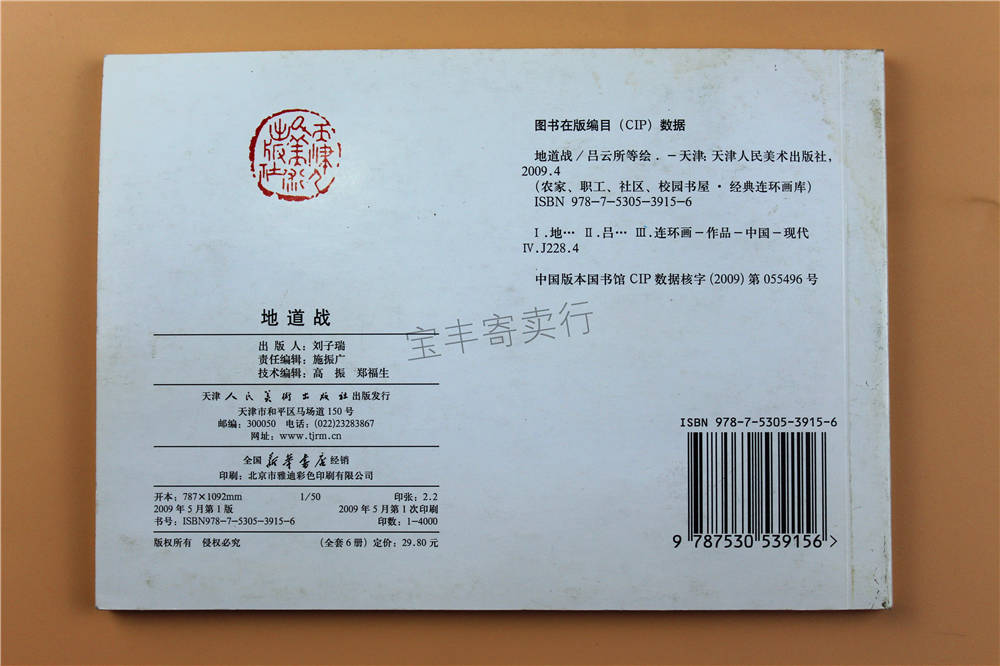 天津人
民美术
出版社
图书在版编目(CIP)数据
地道战/吕云所等绘.-天津:天津人民美术出版社,
2009.4
(农家、职工、社区、校园书屋·经典连环画库)
ISBN 978-7-5305-3915-6
Ⅰ.地… Ⅱ.吕… Ⅲ.连环画-作品-中国-现代
Ⅳ.J228.4
中国版本图书馆 CIP 数据核字(2009)第 055496 号
地道战
出 版 人:刘子瑞
责任编辑:施振广
技术编辑:高 振 郑福生
天津人民美術出版社出版发行
天津市和平区马场道 150 号
邮编:300050 电话:(022)23283867
网址:www.tjrm.cn
全国新華書店经销
印刷:北京市雅迪彩色印刷有限公司
开本:787×1092mm 1/50 印张:2.2
2009 年 5 月第 1 版 2009 年 5 月第 1 次印刷
书号:ISBN978-7-5305-3915-6 印数:1-4000
版权所有 侵权必究 (全套 6 册)定价:29.80 元
宝丰寄卖行
ISBN 978-7-5305-3915-6
9 787530 539156 >